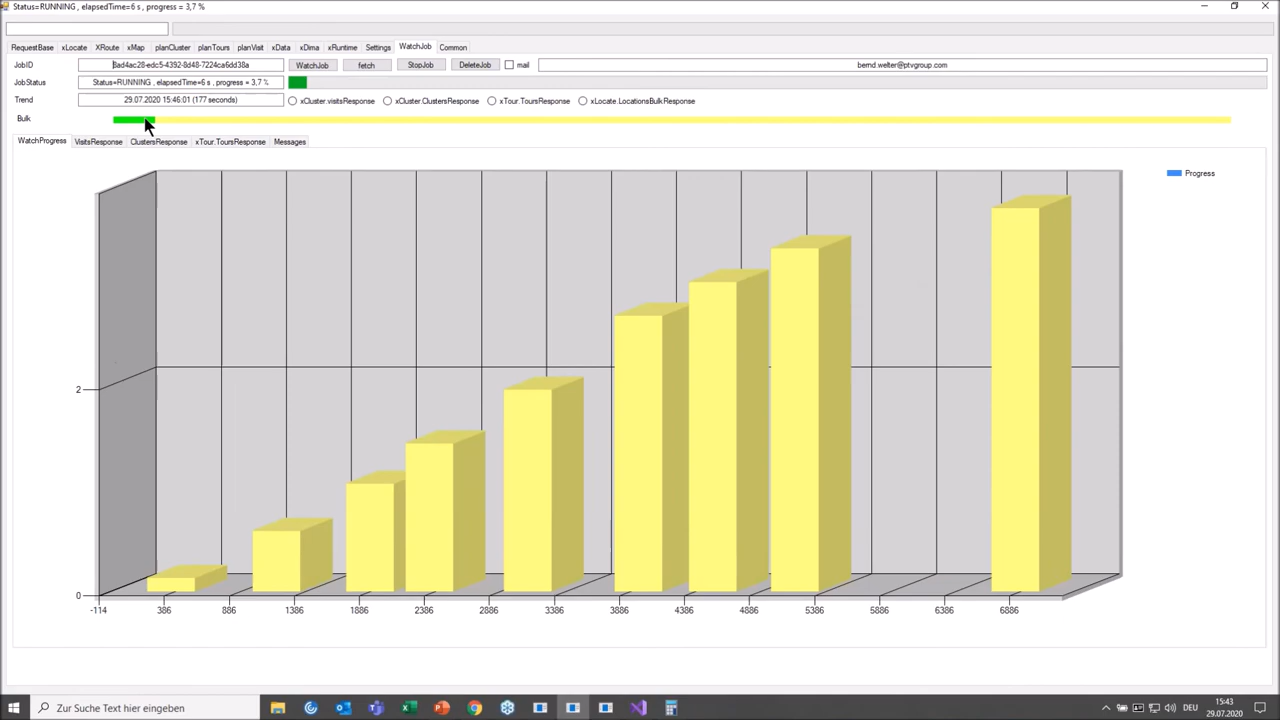 Status=RUNNING , elapsedTime=6 s , progress = 3,7 %
RequestBase xLocate XRoute xMap planCluster planTours planVisit xData xDima xRuntime Settings WatchJob Common
JobID 8ad4ac28-edc5-4392-8d48-7224ca6dd38a WatchJob fetch StopJob DeleteJob mail bernd.welter@ptvgroup.com
JobStatus Status=RUNNING , elapsedTime=6 s , progress = 3,7 %
Trend 29.07.2020 15:46:01 (177 seconds) xCluster.visitsResponse xCluster.ClustersResponse xTour.ToursResponse xLocate.LocationsBulkResponse
Bulk
WatchProgress VisitsResponse ClustersResponse xTour.ToursResponse Messages
Progress
2
0
-114 386 886 1386 1886 2386 2886 3386 3886 4386 4886 5386 5886 6386 6886
Zur Suche Text hier eingeben
DEU
15:43
29.07.2020